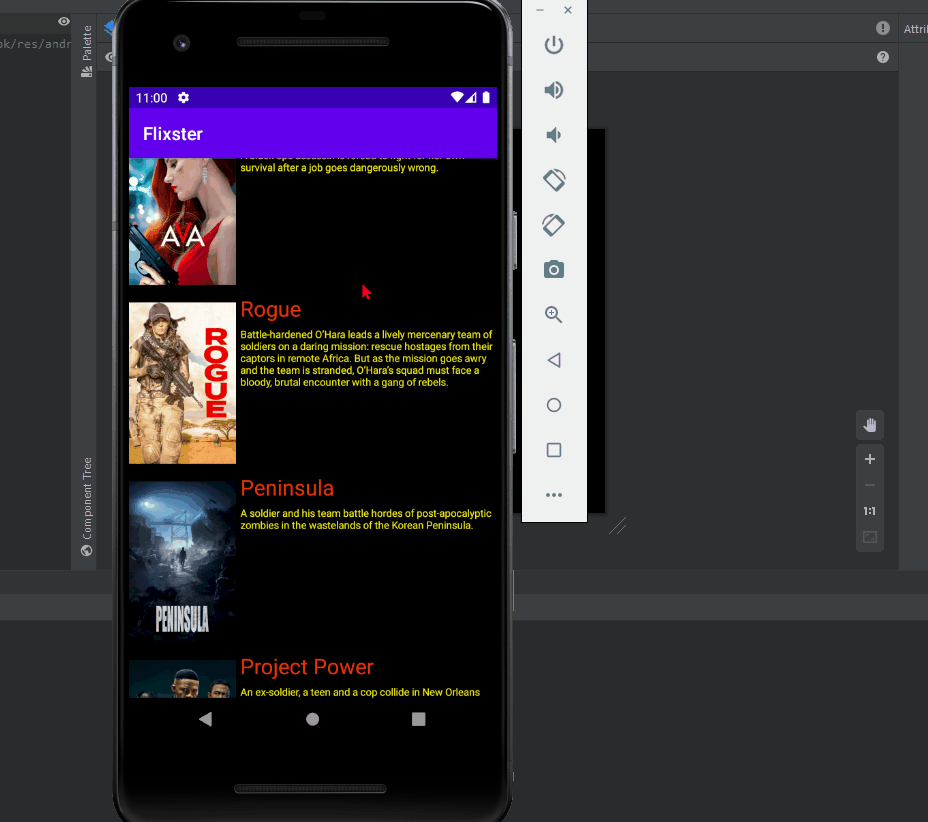 ok/res/andr
Palette
Attri
11:00
Flixster
survival after a job goes dangerously wrong.
AVA
Rogue
Battle-hardened O'Hara leads a lively mercenary team of
soldiers on a daring mission: rescue hostages from their
captors in remote Africa. But as the mission goes awry
and the team is stranded, O'Hara's squad must face a
bloody, brutal encounter with a gang of rebels.
ROGUE
Peninsula
A soldier and his team battle hordes of post-apocalyptic
zombies in the wastelands of the Korean Peninsula.
PENINSULA
Project Power
An ex-soldier, a teen and a cop collide in New Orleans
Component Tree
1:1